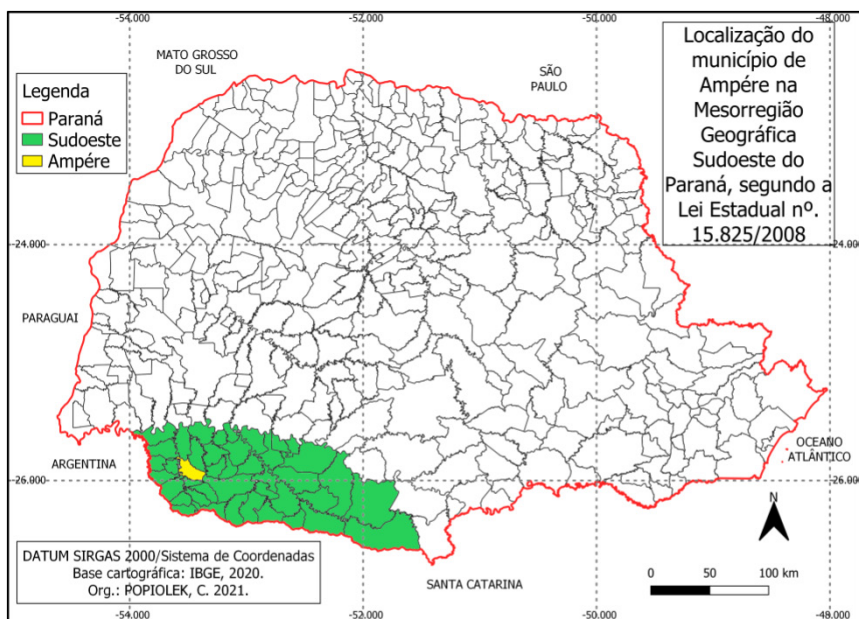 -54.000
-52.000
-50.000
-48.000
MATO GROSSO
DO SUL
SÃO
PAULO
Localização do
município de
Ampére na
Mesorregião
Geográfica
Sudoeste do
Paraná, segundo a
Lei Estadual nº.
15.825/2008
Legenda
Paraná
Sudoeste
Ampére
-24.000
-24.000
PARAGUAI
ARGENTINA
OCEANO
ATLÂNTICO
-26.000
-26.000
N
DATUM SIRGAS 2000/Sistema de Coordenadas
Base cartográfica: IBGE, 2020.
Org.: POPIOLEK, C. 2021.
SANTA CATARINA
0 50 100 km
-54.000
-52.000
-50.000
-48.000